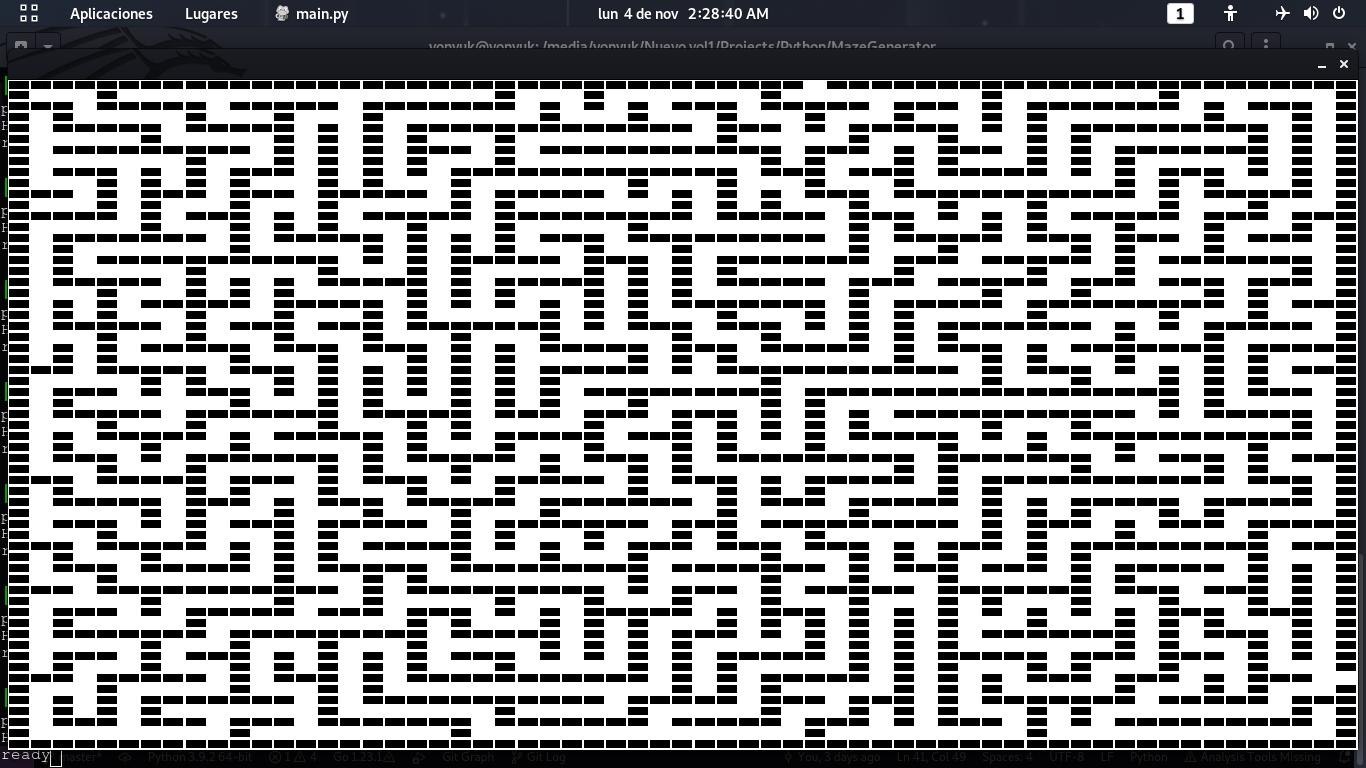 Aplicaciones Lugares main.py lun 4 de nov 2:28:40 AM 1
yonyuk@yonyuk: /media/yonyuk/Nuevo vol1/Projects/Python/MazeGenerator
ready
master* Python 3.9.2 64-bit 1 4 Go 1.23.1 Git Graph Git Log You, 3 days ago Ln 41, Col 49 Spaces: 4 UTF-8 LF Python Analysis Tools Missing